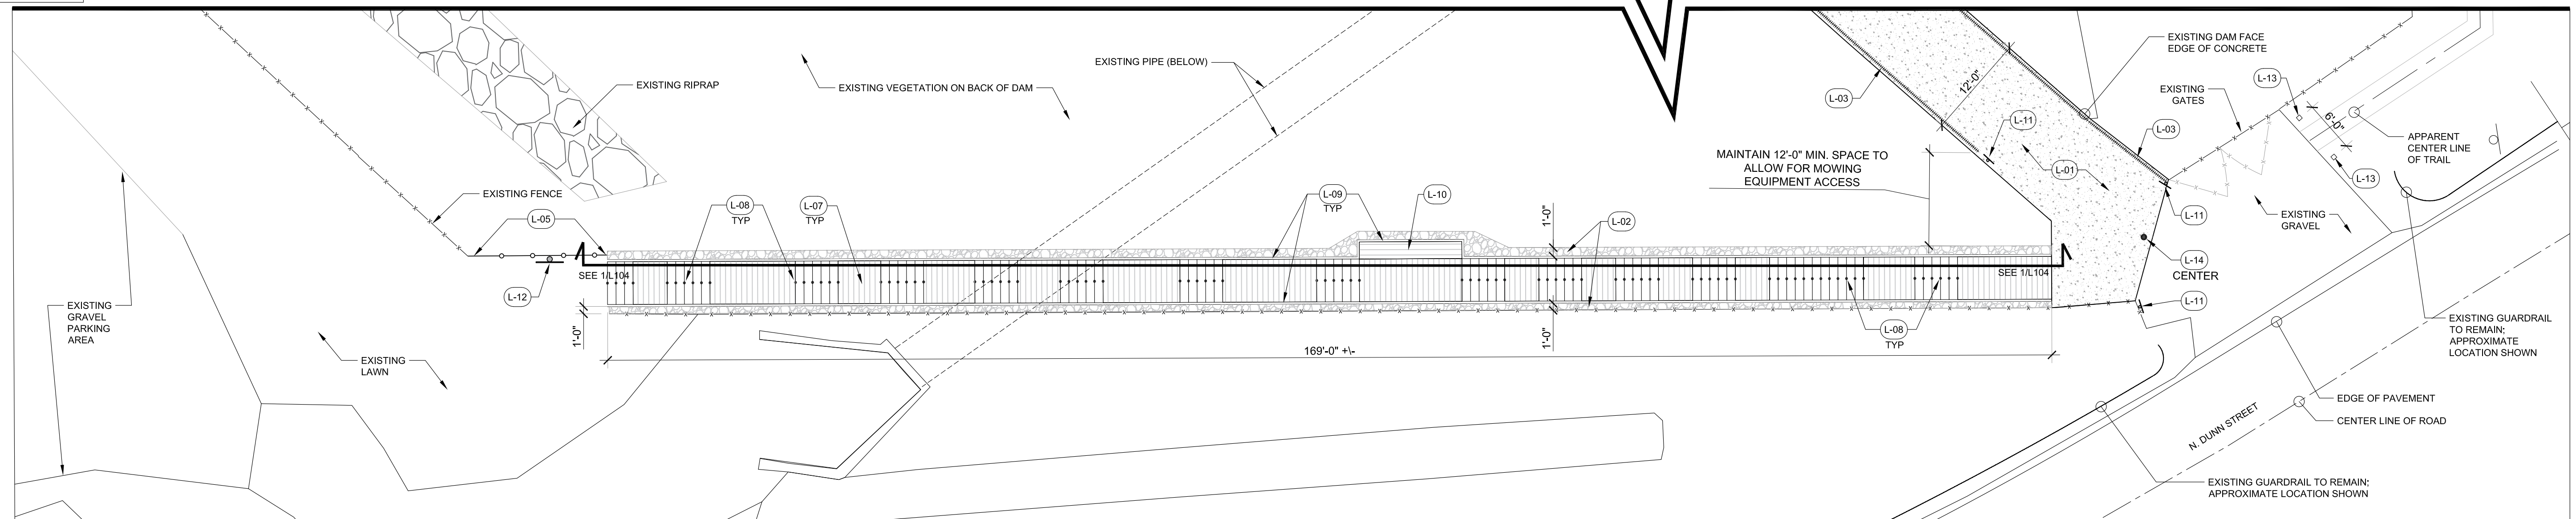 EXISTING RIPRAP
EXISTING VEGETATION ON BACK OF DAM
EXISTING PIPE (BELOW)
L-03
12'-0"
L-11
L-01
EXISTING DAM FACE
EDGE OF CONCRETE
L-03
EXISTING
GATES
L-13
6'-0"
APPARENT
CENTER LINE
OF TRAIL
L-13
MAINTAIN 12'-0" MIN. SPACE TO
ALLOW FOR MOWING
EQUIPMENT ACCESS
EXISTING FENCE
L-05
L-08
TYP
L-07
TYP
L-09
TYP
L-10
1'-0"
L-02
L-11
EXISTING
GRAVEL
L-14
CENTER
L-11
SEE 1/L104
SEE 1/L104
L-12
EXISTING
GRAVEL
PARKING
AREA
EXISTING
LAWN
1'-0"
1'-0"
169'-0" +\-
L-08
TYP
EXISTING GUARDRAIL
TO REMAIN;
APPROXIMATE
LOCATION SHOWN
EDGE OF PAVEMENT
CENTER LINE OF ROAD
N. DUNN STREET
EXISTING GUARDRAIL TO REMAIN;
APPROXIMATE LOCATION SHOWN